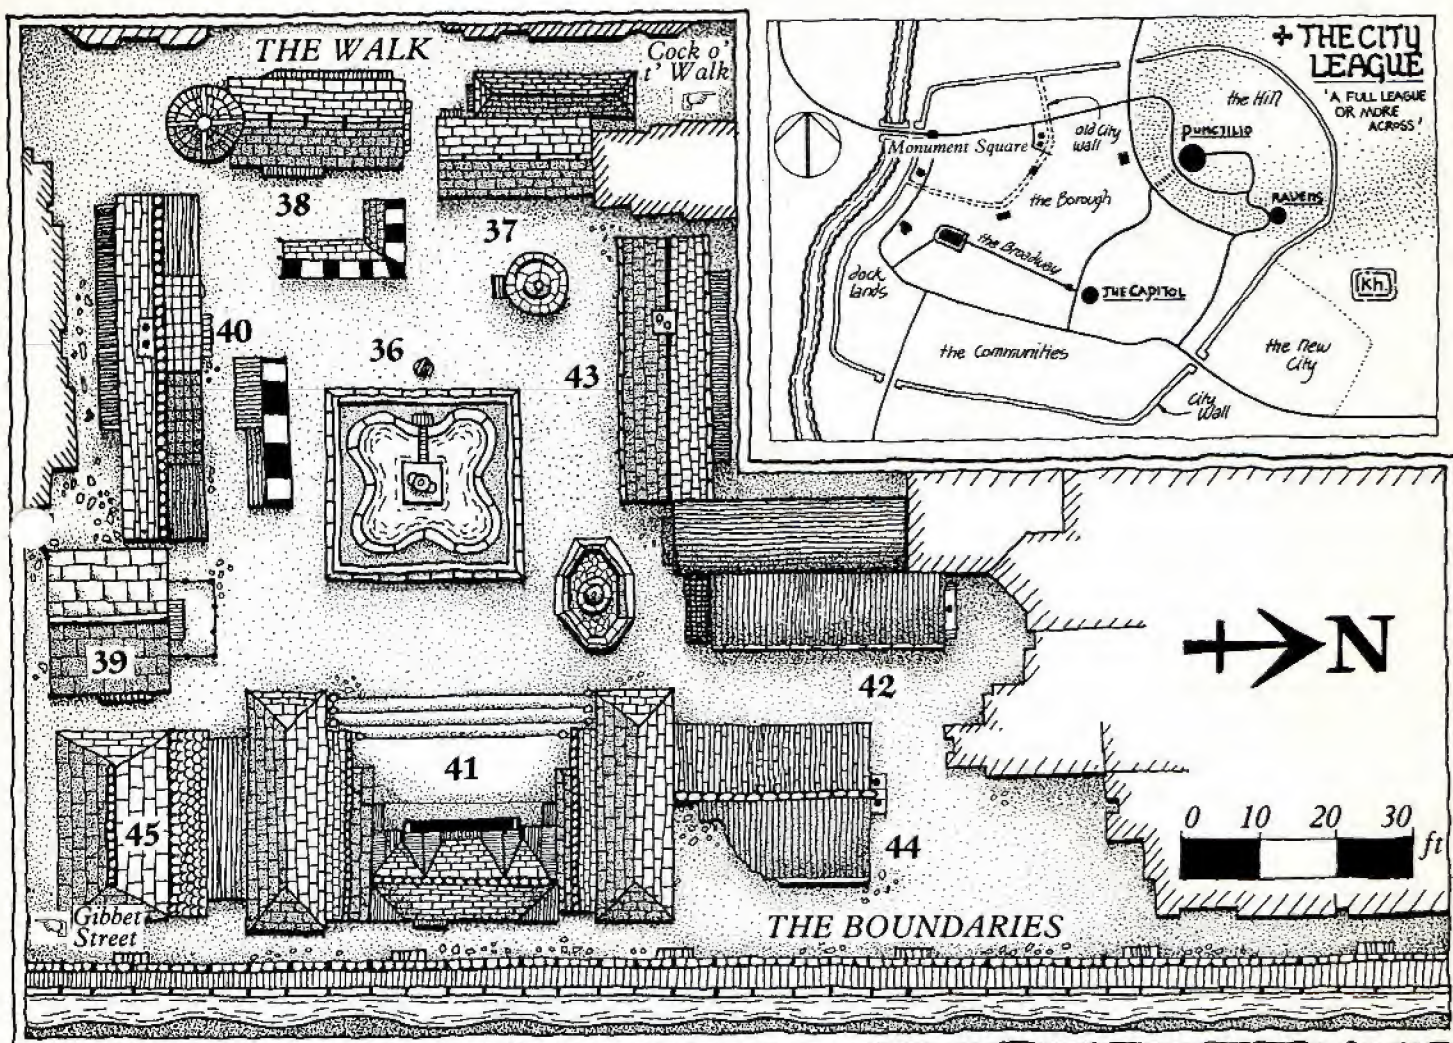 THE WALK
Cock o'
t' Walk
38
37
40
36
43
39
42
41
45
44
Gibbet
Street
THE BOUNDARIES
N
0 10 20 30
ft
THE CITY
LEAGUE
'A FULL LEAGUE
OR MORE
ACROSS'
the Hill
PUNCTILIO
old City
wall
Monument Square
the Borough
RAVENS
the Broadway
dock
lands
THE CAPITOL
Kh.
the Communities
the New
City
City
Wall